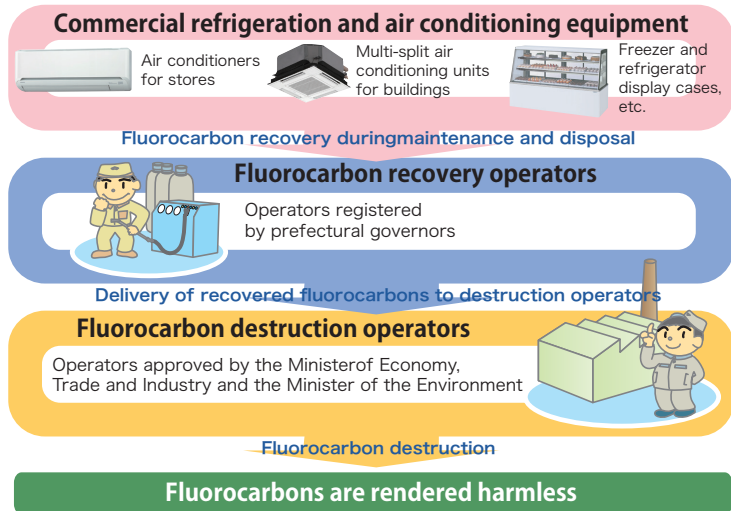 Commercial refrigeration and air conditioning equipment
Air conditioners
for stores
Multi-split air
conditioning units
for buildings
Freezer and
refrigerator
display cases,
etc.
Fluorocarbon recovery duringmaintenance and disposal
Fluorocarbon recovery operators
Operators registered
by prefectural governors
Delivery of recovered fluorocarbons to destruction operators
Fluorocarbon destruction operators
Operators approved by the Ministerof Economy,
Trade and Industry and the Minister of the Environment
Fluorocarbon destruction
Fluorocarbons are rendered harmless